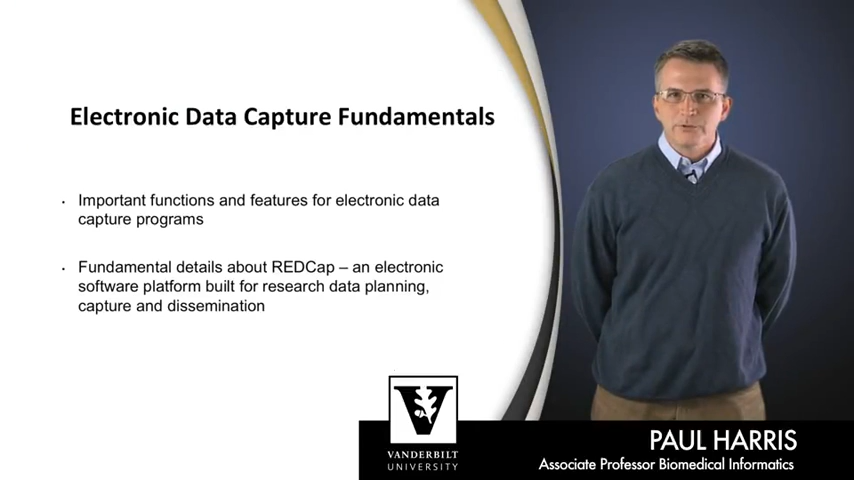 Electronic Data Capture Fundamentals
• Important functions and features for electronic data
capture programs
• Fundamental details about REDCap – an electronic
software platform built for research data planning,
capture and dissemination
V
VANDERBILT
UNIVERSITY
PAUL HARRIS
Associate Professor Biomedical Informatics